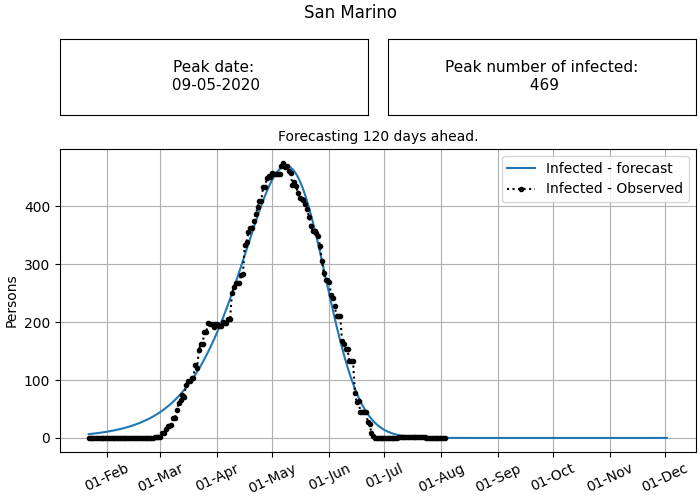 San Marino
Peak date:
09-05-2020
Peak number of infected:
469
Forecasting 120 days ahead.
Infected - forecast
Infected - Observed
Persons
400
300
200
100
0
01-Feb
01-Mar
01-Apr
01-May
01-Jun
01-Jul
01-Aug
01-Sep
01-Oct
01-Nov
01-Dec